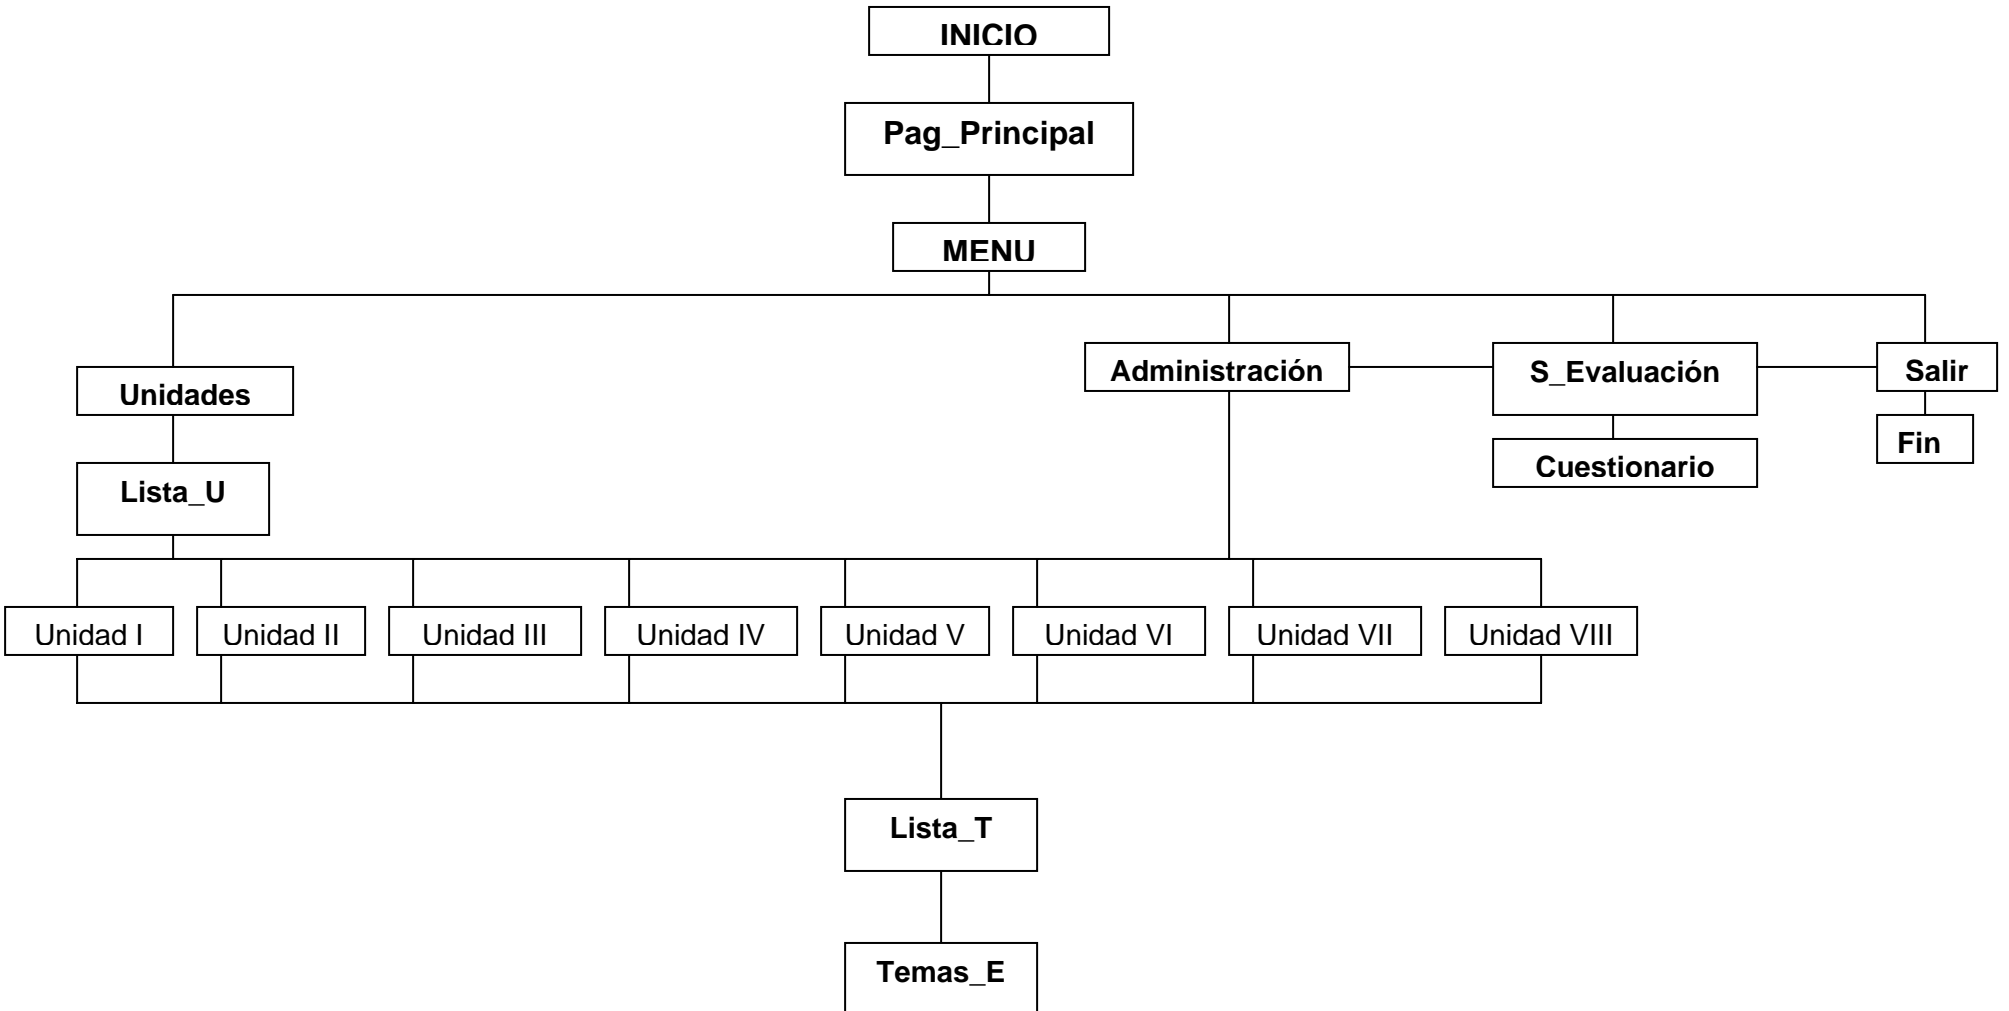 INICIO
Pag_Principal
MENU
Administración
S_Evaluación
Salir
Unidades
Fin
Cuestionario
Lista_U
Unidad I
Unidad II
Unidad III
Unidad IV
Unidad V
Unidad VI
Unidad VII
Unidad VIII
Lista_T
Temas_E